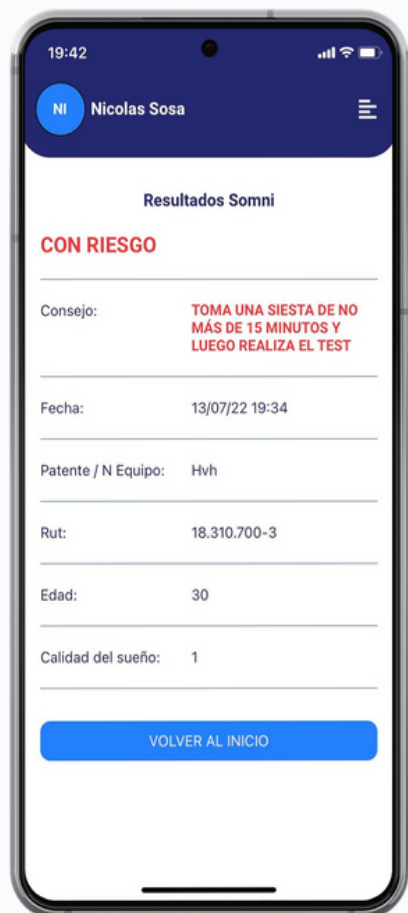 19:42
NI Nicolas Sosa
Resultados Somni
CON RIESGO
Consejo: TOMA UNA SIESTA DE NO
MÁS DE 15 MINUTOS Y
LUEGO REALIZA EL TEST
Fecha: 13/07/22 19:34
Patente / N Equipo: Hvh
Rut: 18.310.700-3
Edad: 30
Calidad del sueño: 1
VOLVER AL INICIO